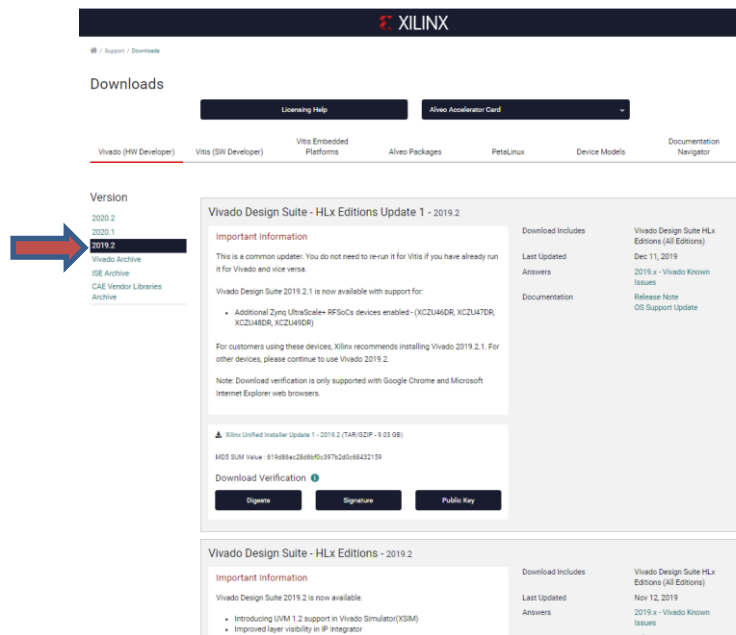 XILINX
/ Support / Downloads
Downloads
Licensing Help
Alveo Accelerator Card
Vivado (HW Developer)
Vitis (SW Developer)
Vitis Embedded
Platforms
Alveo Packages
PetaLinux
Device Models
Documentation
Navigator
Version
2020.2
2020.1
2019.2
Vivado Archive
ISE Archive
CAE Vendor Libraries
Archive
Vivado Design Suite - HLx Editions Update 1 - 2019.2
Important Information
This is a common updater. You do not need to re-run it for Vitis if you have already run
it for Vivado and vice versa.
Vivado Design Suite 2019.2.1 is now available with support for:
• Additional Zynq UltraScale+ RFSoCs devices enabled:- (XCZU46DR, XCZU47DR,
XCZU48DR, XCZU49DR)
For customers using these devices, Xilinx recommends installing Vivado 2019.2.1. For
other devices, please continue to use Vivado 2019.2.
Note: Download verification is only supported with Google Chrome and Microsoft
Internet Explorer web browsers.
Download Includes
Vivado Design Suite HLx
Editions (All Editions)
Last Updated
Dec 11, 2019
Answers
2019.x - Vivado Known
Issues
Documentation
Release Note
OS Support Update
Xilinx Unified Installer Update 1 - 2019.2 (TAR/GZIP - 9.03 GB)
MD5 SUM Value : 619d86ac28d6bf0c397b2d0c68432159
Download Verification
Digests
Signature
Public Key
Vivado Design Suite - HLx Editions - 2019.2
Important Information
Vivado Design Suite 2019.2 is now available.
• Introducing UVM 1.2 support in Vivado Simulator(XSIM)
• Improved layer visibility in IP Integrator
Download Includes
Vivado Design Suite HLx
Editions (All Editions)
Last Updated
Nov 12, 2019
Answers
2019.x - Vivado Known
Issues